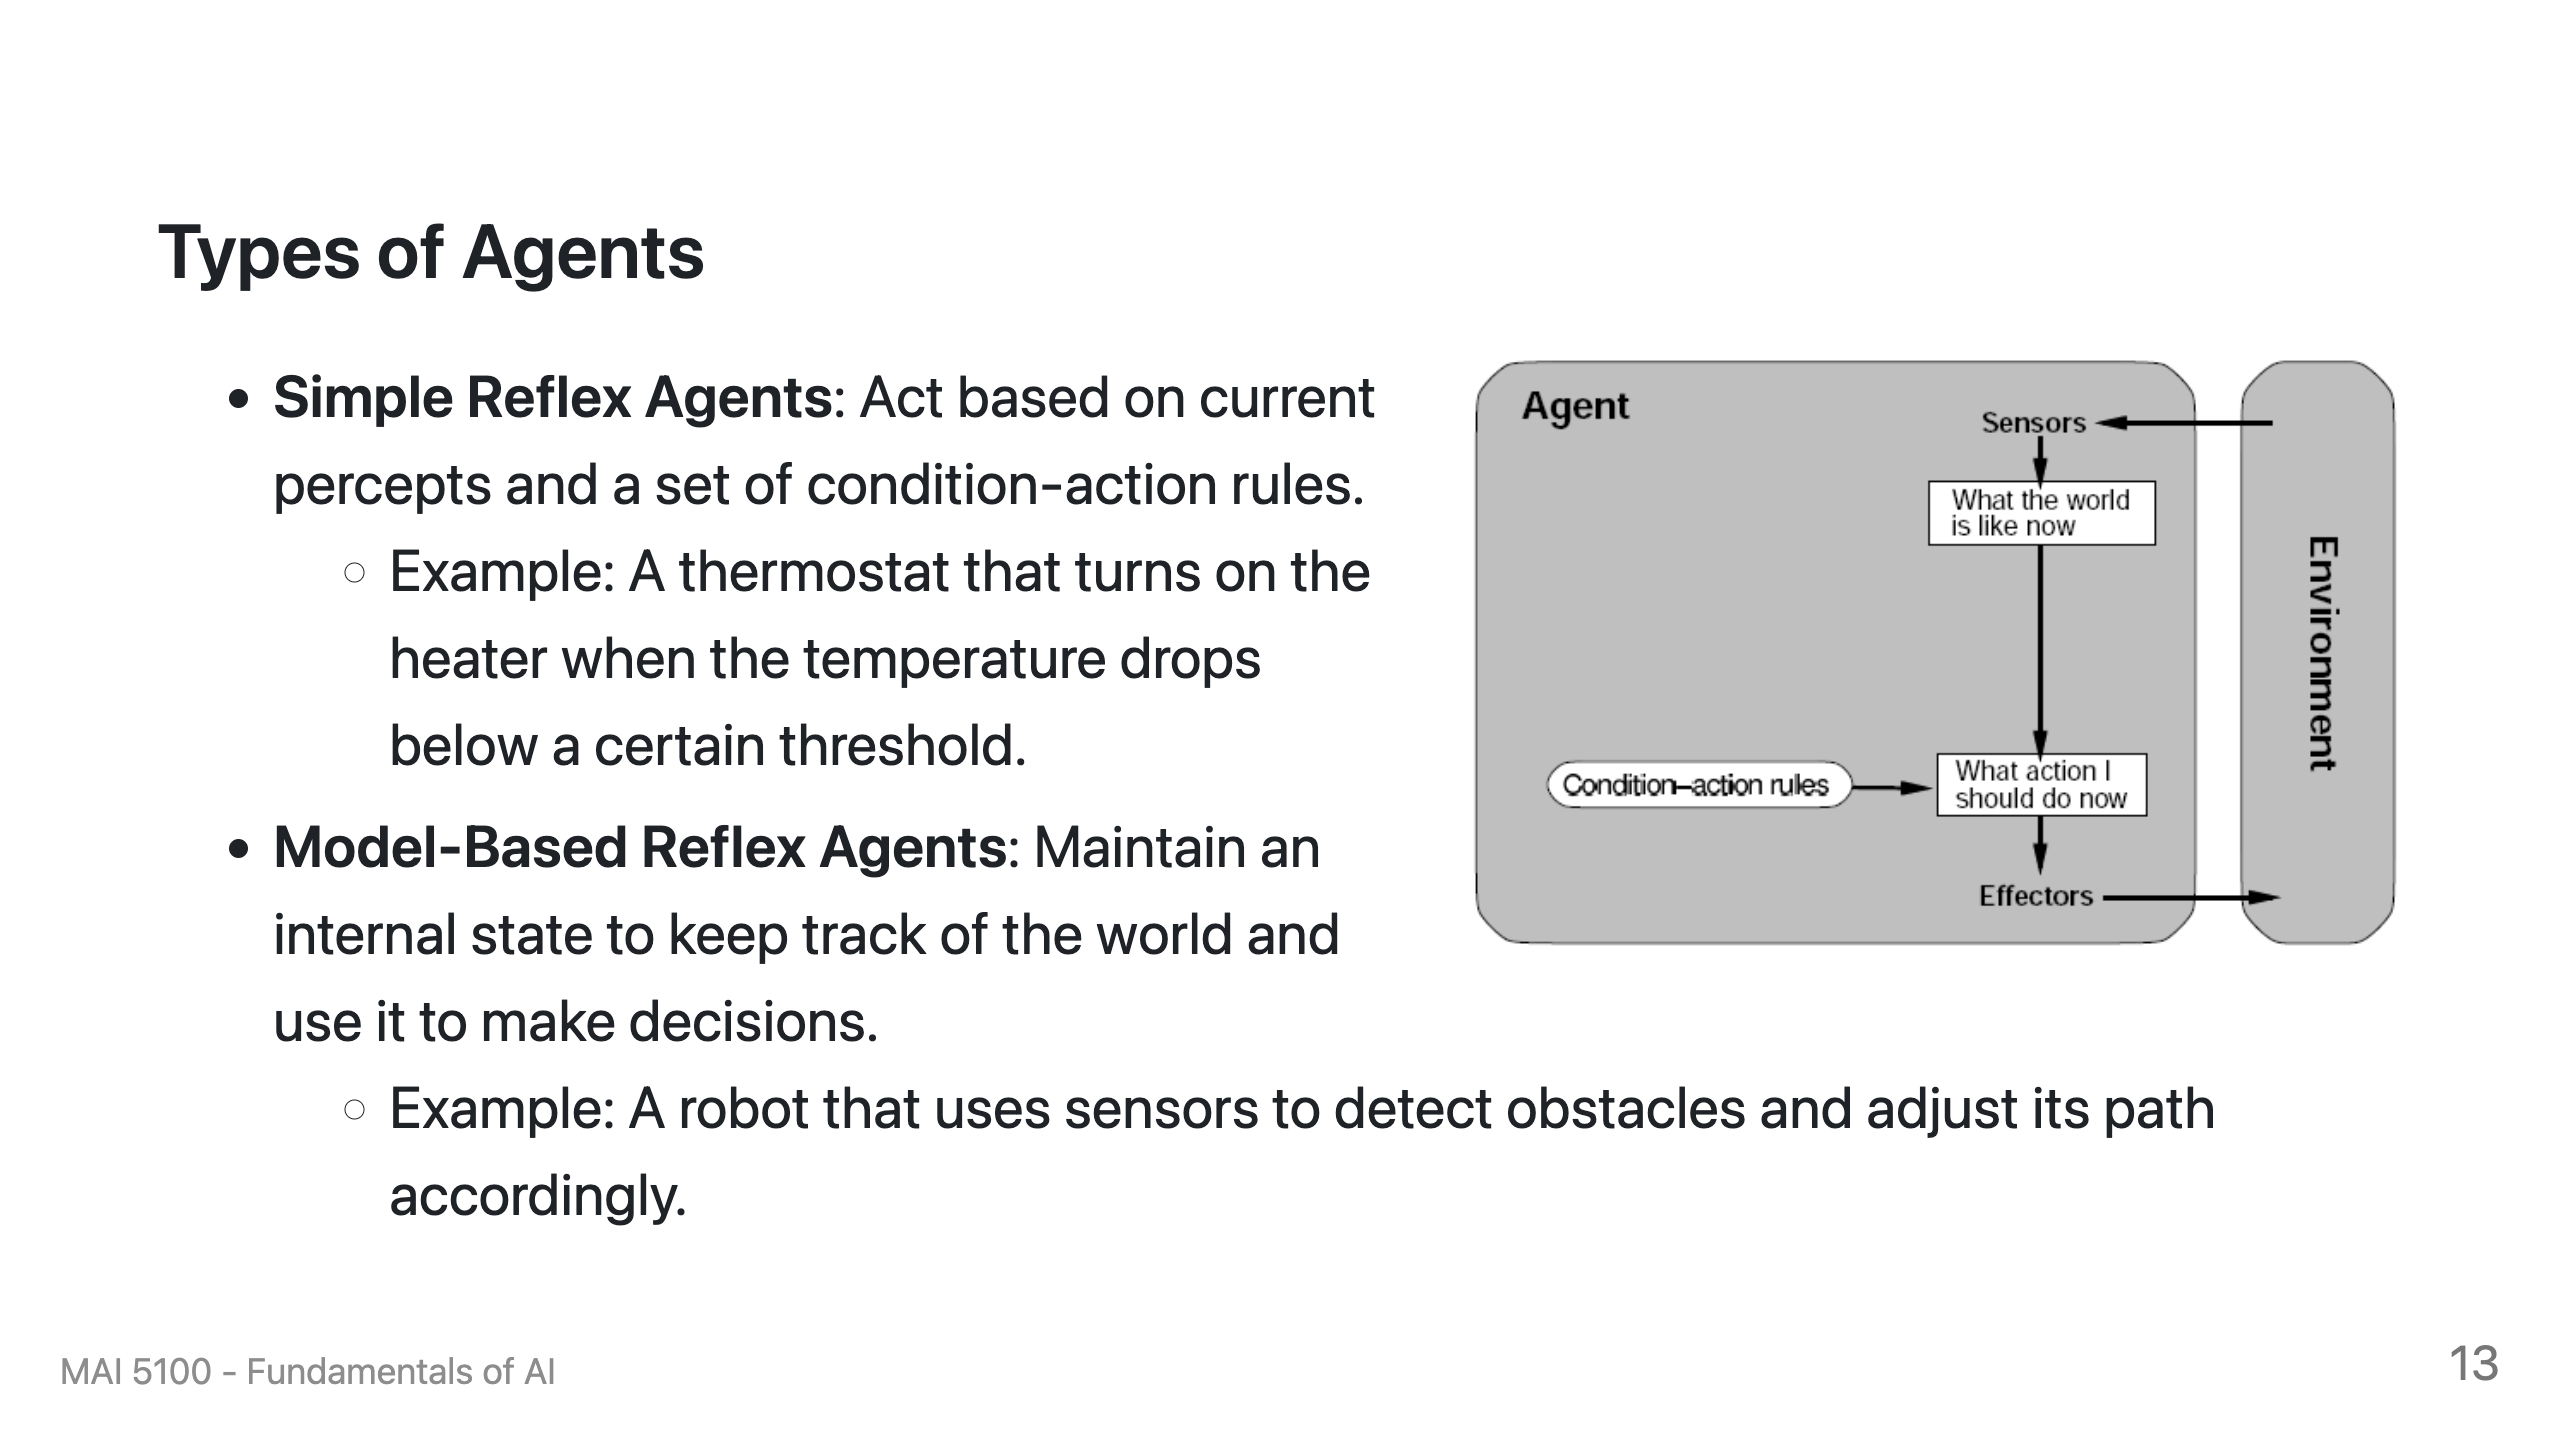 Types of Agents
• Simple Reflex Agents: Act based on current
percepts and a set of condition-action rules.
○ Example: A thermostat that turns on the
heater when the temperature drops
below a certain threshold.
• Model-Based Reflex Agents: Maintain an
internal state to keep track of the world and
use it to make decisions.
○ Example: A robot that uses sensors to detect obstacles and adjust its path
accordingly.
Agent
Sensors
What the world
is like now
Condition–action rules
What action I
should do now
Effectors
Environment
MAI 5100 - Fundamentals of AI
13